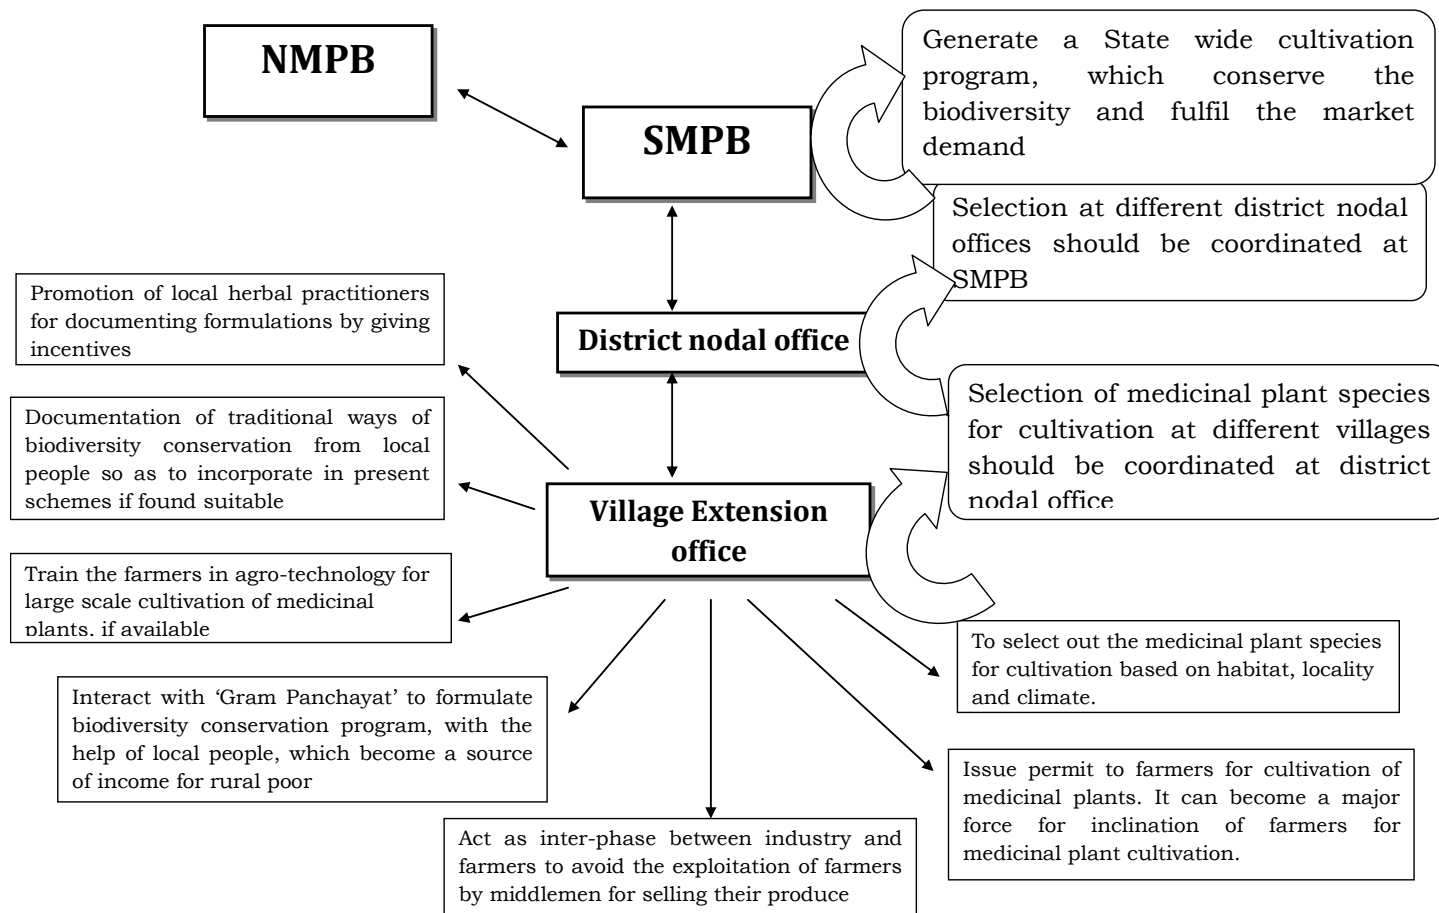 NMPB
SMPB
Generate a State wide cultivation
program, which conserve the
biodiversity and fulfil the market
demand
Selection at different district nodal
offices should be coordinated at
SMPB
Promotion of local herbal practitioners
for documenting formulations by giving
incentives
District nodal office
Selection of medicinal plant species
for cultivation at different villages
should be coordinated at district
nodal office
Documentation of traditional ways of
biodiversity conservation from local
people so as to incorporate in present
schemes if found suitable
Village Extension
office
Train the farmers in agro-technology for
large scale cultivation of medicinal
plants, if available
To select out the medicinal plant species
for cultivation based on habitat, locality
and climate.
Interact with ‘Gram Panchayat’ to formulate
biodiversity conservation program, with the
help of local people, which become a source
of income for rural poor
Issue permit to farmers for cultivation of
medicinal plants. It can become a major
force for inclination of farmers for
medicinal plant cultivation.
Act as inter-phase between industry and
farmers to avoid the exploitation of farmers
by middlemen for selling their produce